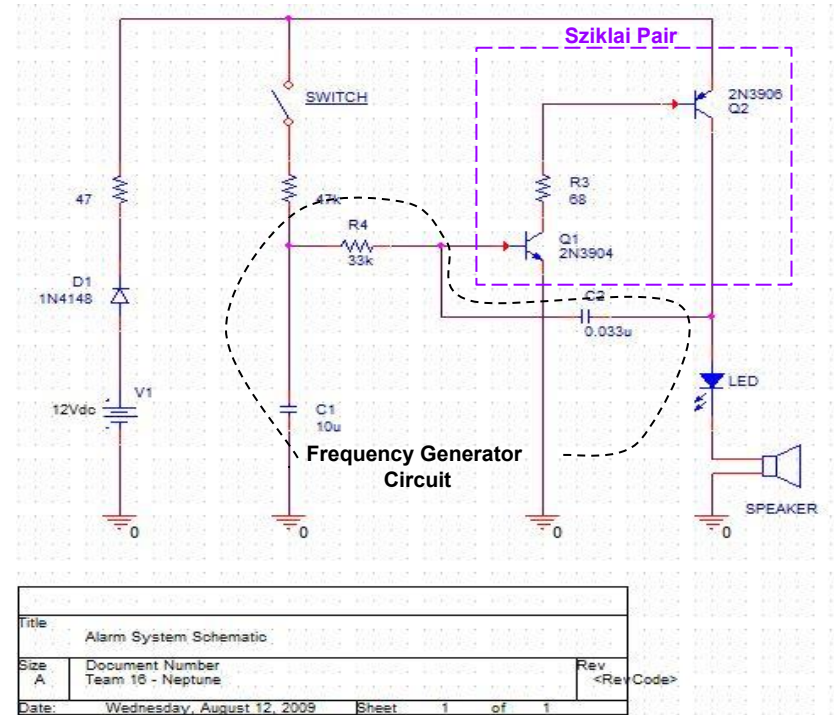 Sziklai Pair
SWITCH
2N3906
Q2
47
47k
R3
68
R4
33k
Q1
2N3904
D1
1N4148
C2
0.033u
12Vdc
V1
LED
C1
10u
Frequency Generator
Circuit
SPEAKER
0
0
0
0
Title
Alarm System Schematic
Size
A
Document Number
Team 16 - Neptune
Rev
<RevCode>
Date:
Wednesday, August 12, 2009
Sheet 1 of 1